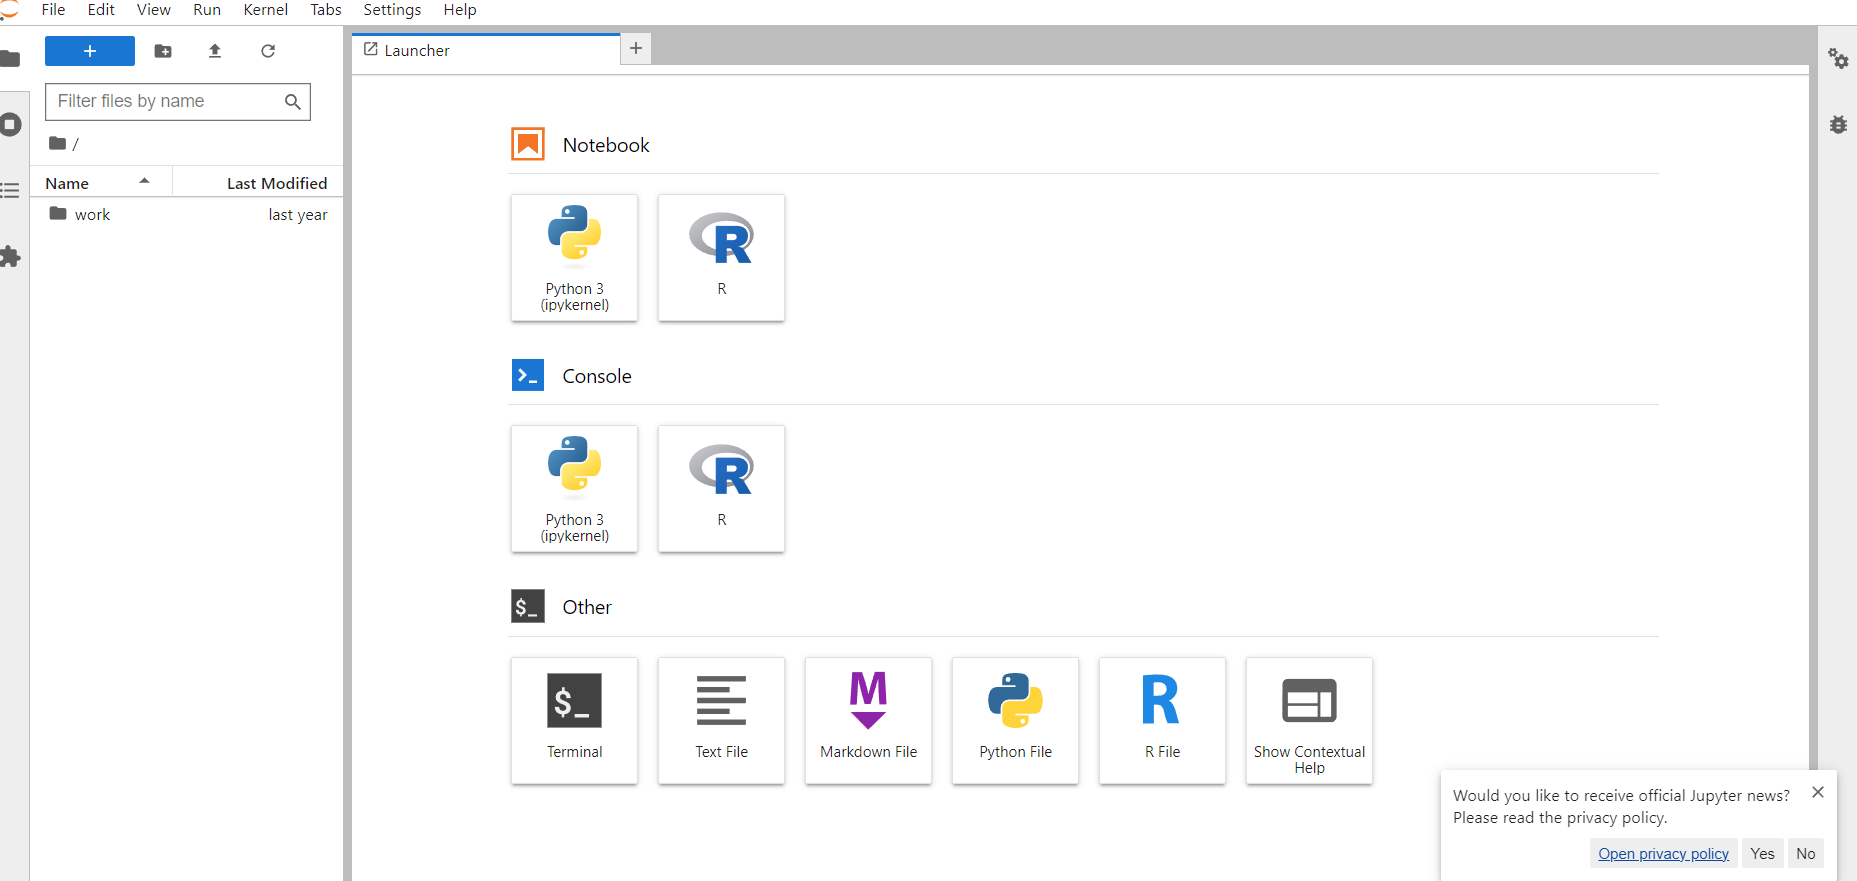 File Edit View Run Kernel Tabs Settings Help
+
Launcher
+
Filter files by name
/
Name Last Modified
work last year
Notebook
Python 3
(ipykernel)
R
Console
Python 3
(ipykernel)
R
$_ Other
$_
Terminal
Text File
M
Markdown File
Python File
R
R File
Show Contextual
Help
Would you like to receive official Jupyter news?
Please read the privacy policy.
Open privacy policy Yes No